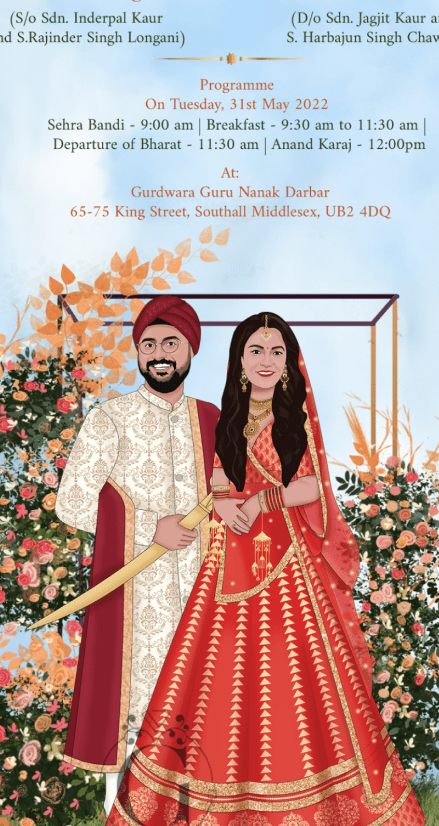 (S/o Sdn. Inderpal Kaur
(D/o Sdn. Jagjit Kaur
S.Rajinder Singh Longani)
S. Harbajun Singh
Programme
On Tuesday, 31st May 2022
Sehra Bandi - 9:00 am | Breakfast - 9:30 am to 11:30 am |
Departure of Bharat - 11:30 am | Anand Karaj - 12:00pm
At:
Gurdwara Guru Nanak Darbar
65-75 King Street, Southall Middlesex, UB2 4DQ